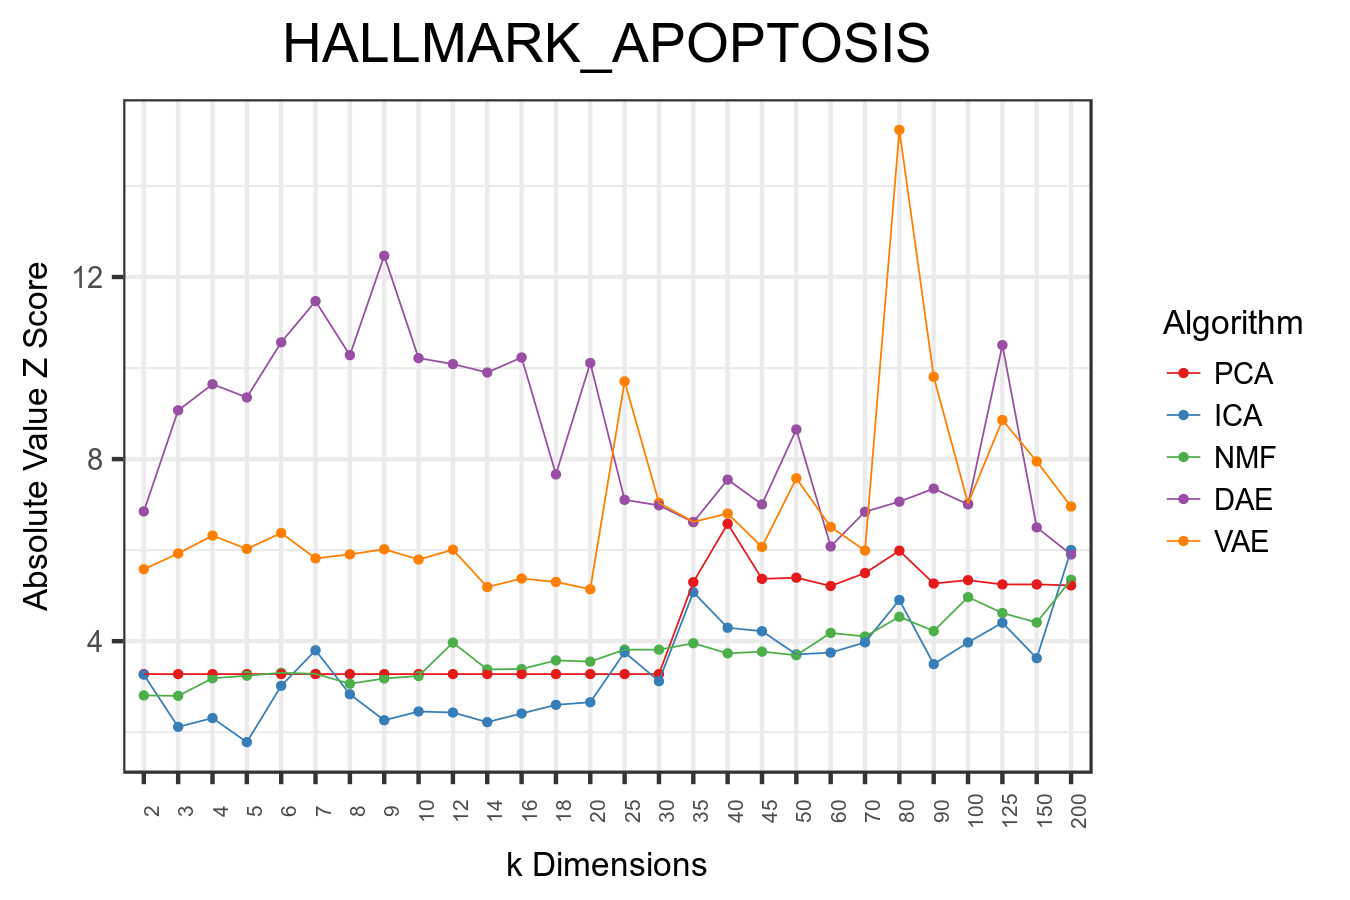 HALLMARK_APOPTOSIS
Absolute Value Z Score
12
8
4
2 3 4 5 6 7 8 9 10 12 14 16 18 20 25 30 35 40 45 50 60 70 80 90 100 125 150 200
k Dimensions
Algorithm
PCA
ICA
NMF
DAE
VAE